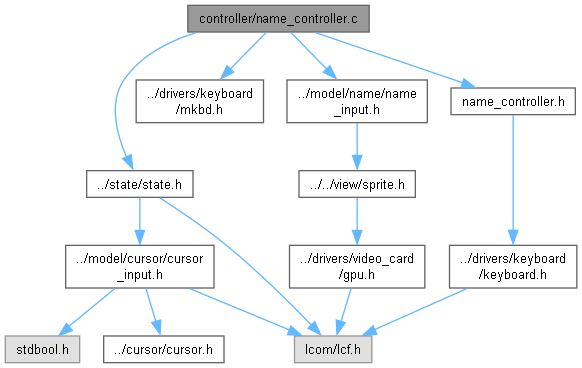 controller/name_controller.c
../drivers/keyboard
/mkbd.h
../model/name/name
_input.h
name_controller.h
../state/state.h
../../view/sprite.h
../model/cursor/cursor
_input.h
../drivers/video_card
/gpu.h
../drivers/keyboard
/keyboard.h
stdbool.h
../cursor/cursor.h
lcom/lcf.h